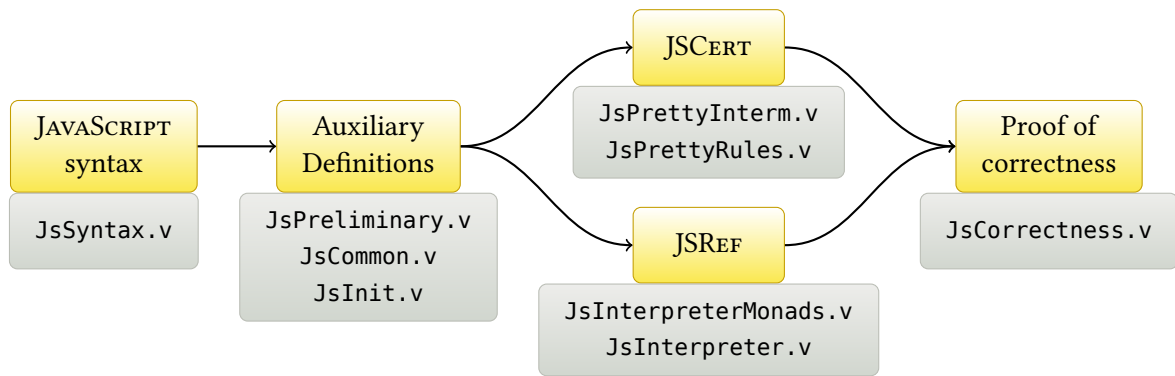 JAVASCRIPT
syntax
JsSyntax.v
Auxiliary
Definitions
JsPreliminary.v
JsCommon.v
JsInit.v
JSCERT
JsPrettyInterm.v
JsPrettyRules.v
JSREF
JsInterpreterMonads.v
JsInterpreter.v
Proof of
correctness
JsCorrectness.v